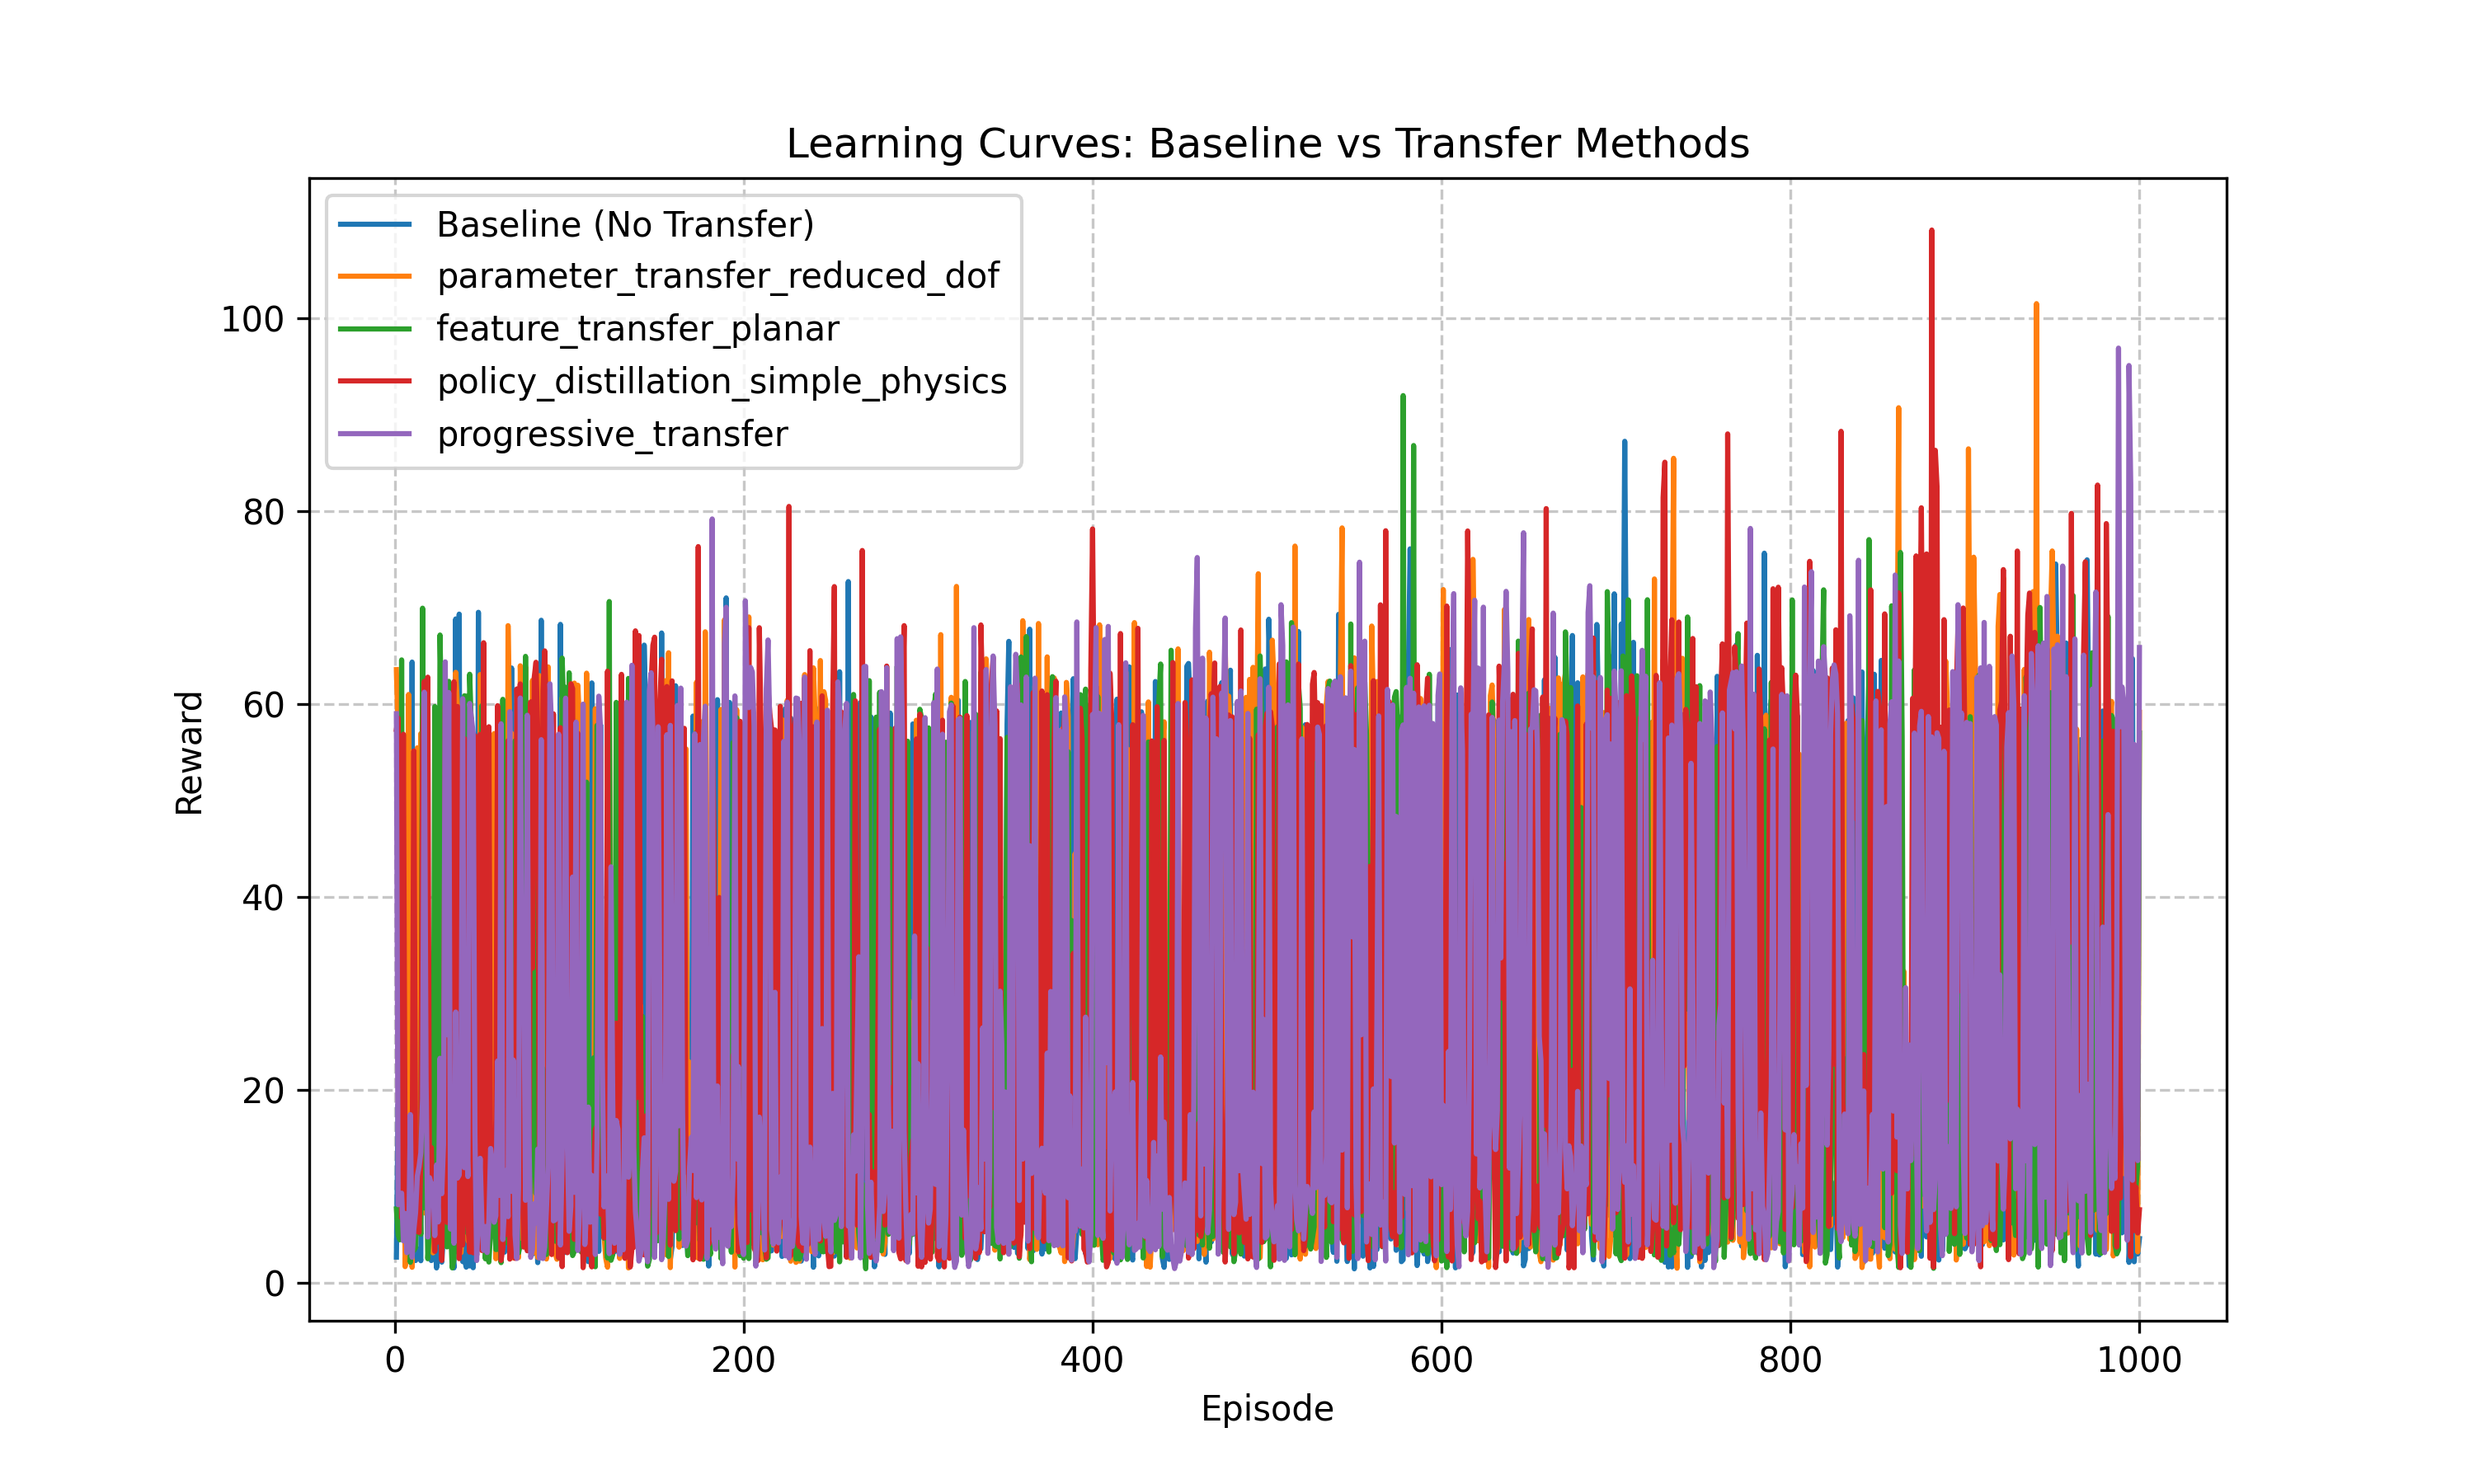 Learning Curves: Baseline vs Transfer Methods
Baseline (No Transfer)
parameter_transfer_reduced_dof
feature_transfer_planar
policy_distillation_simple_physics
progressive_transfer
Reward
100
80
60
40
20
0
0 200 400 600 800 1000
Episode